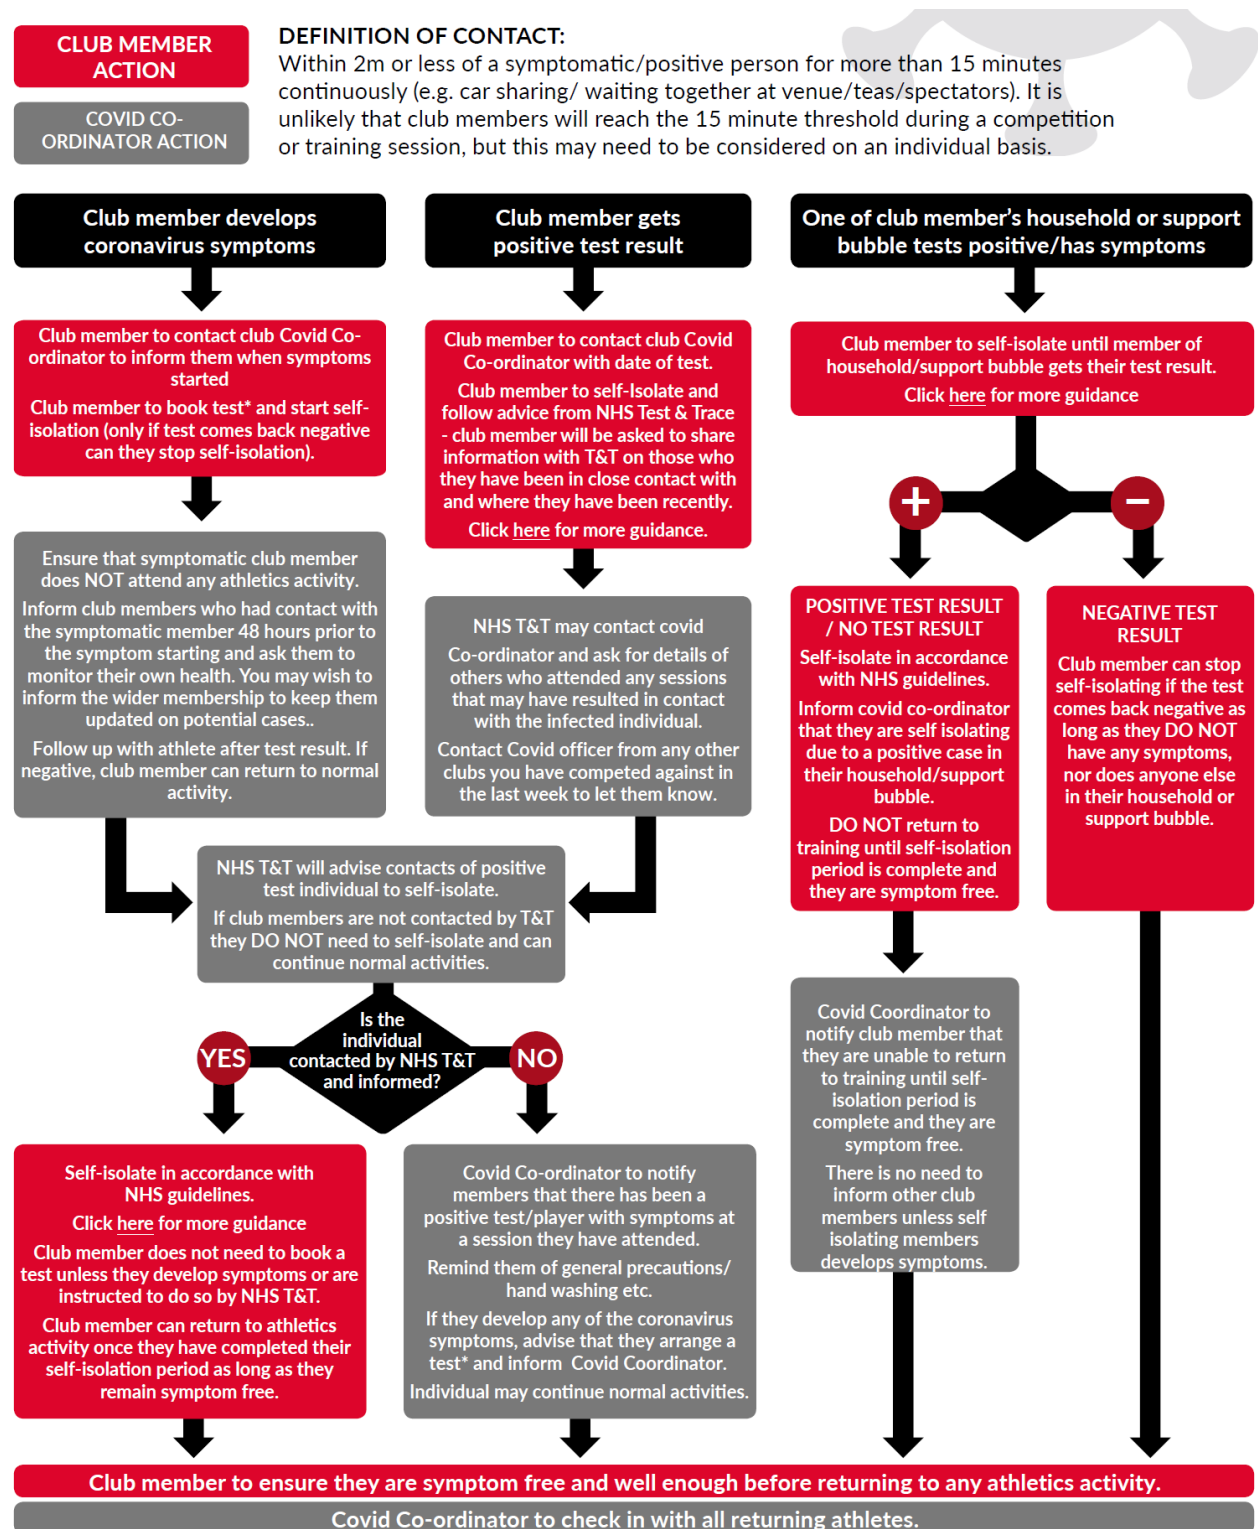 CLUB MEMBER
ACTION
COVID CO-
ORDINATOR ACTION
DEFINITION OF CONTACT:
Within 2m or less of a symptomatic/positive person for more than 15 minutes
continuously (e.g. car sharing/ waiting together at venue/teas/spectators). It is
unlikely that club members will reach the 15 minute threshold during a competition
or training session, but this may need to be considered on an individual basis.
Club member develops
coronavirus symptoms
Club member to contact club Covid Co-
ordinator to inform them when symptoms
started
Club member to book test* and start self-
isolation (only if test comes back negative
can they stop self-isolation).
Ensure that symptomatic club member
does NOT attend any athletics activity.
Inform club members who had contact with
the symptomatic member 48 hours prior to
the symptom starting and ask them to
monitor their own health. You may wish to
inform the wider membership to keep them
updated on potential cases..
Follow up with athlete after test result. If
negative, club member can return to normal
activity.
Club member gets
positive test result
Club member to contact club Covid
Co-ordinator with date of test.
Club member to self-Isolate and
follow advice from NHS Test & Trace
- club member will be asked to share
information with T&T on those who
they have been in close contact with
and where they have been recently.
Click here for more guidance.
NHS T&T may contact covid
Co-ordinator and ask for details of
others who attended any sessions
that may have resulted in contact
with the infected individual.
Contact Covid officer from any other
clubs you have competed against in
the last week to let them know.
NHS T&T will advise contacts of positive
test individual to self-isolate.
If club members are not contacted by T&T
they DO NOT need to self-isolate and can
continue normal activities.
Is the
individual
contacted by NHS T&T
and informed?
YES
NO
Self-isolate in accordance with
NHS guidelines.
Click here for more guidance
Club member does not need to book a
test unless they develop symptoms or are
instructed to do so by NHS T&T.
Club member can return to athletics
activity once they have completed their
self-isolation period as long as they
remain symptom free.
Covid Co-ordinator to notify
members that there has been a
positive test/player with symptoms at
a session they have attended.
Remind them of general precautions/
hand washing etc.
If they develop any of the coronavirus
symptoms, advise that they arrange a
test* and inform Covid Coordinator.
Individual may continue normal activities.
One of club member's household or support
bubble tests positive/has symptoms
Club member to self-isolate until member of
household/support bubble gets their test result.
Click here for more guidance
+
−
POSITIVE TEST RESULT
/ NO TEST RESULT
Self-isolate in accordance
with NHS guidelines.
Inform covid co-ordinator
that they are self isolating
due to a positive case in
their household/support
bubble.
DO NOT return to
training until self-isolation
period is complete and
they are symptom free.
Covid Coordinator to
notify club member that
they are unable to return
to training until self-
isolation period is
complete and they are
symptom free.
There is no need to
inform other club
members unless self
isolating members
develops symptoms.
NEGATIVE TEST
RESULT
Club member can stop
self-isolating if the test
comes back negative as
long as they DO NOT
have any symptoms,
nor does anyone else
in their household or
support bubble.
Club member to ensure they are symptom free and well enough before returning to any athletics activity.
Covid Co-ordinator to check in with all returning athletes.